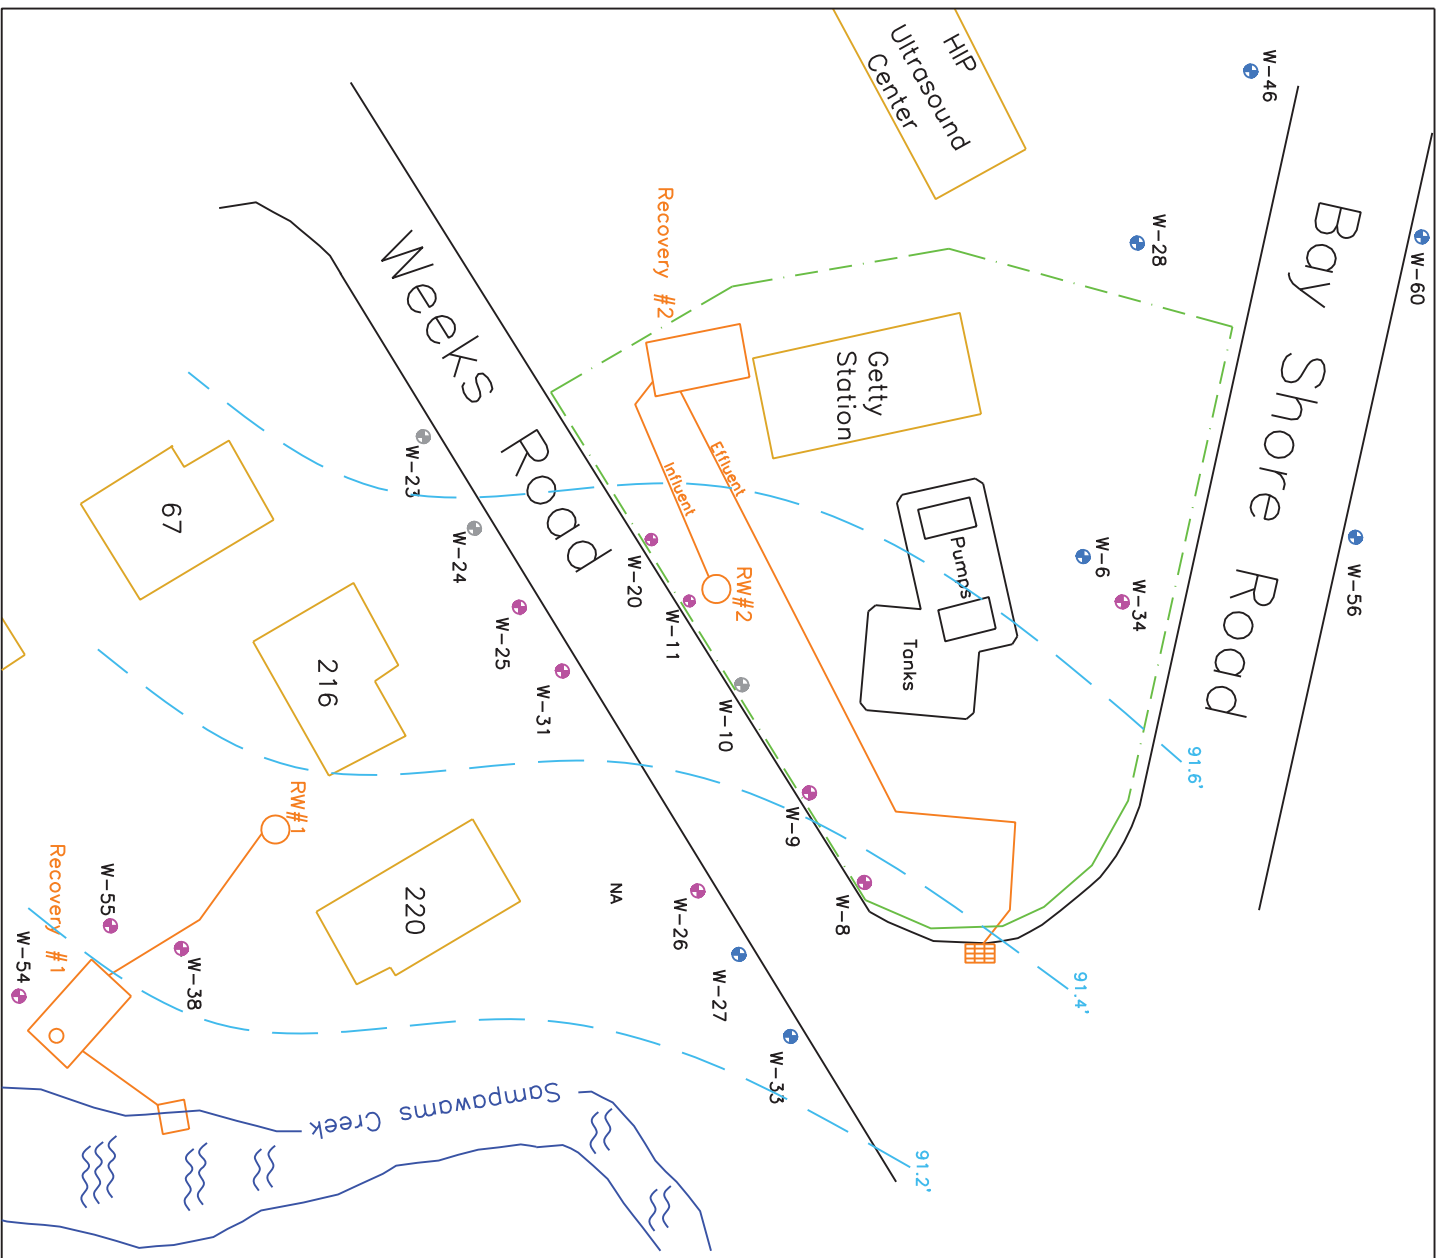 HIP
Ultrasound
Center
W-46
W-60
W-28
Bay Shore Road
Recovery #2
Weeks Road
Getty
Station
Effluent
Influent
W-23
W-24
W-20
W-11
RW#2
Pumps
Tanks
W-6
W-34
W-56
67
216
W-25
W-31
W-10
W-9
W-8
91.6'
91.4'
RW#1
Recovery #1
W-55
W-54
W-38
220
NA
W-26
W-27
W-33
Sampawams Creek
91.2'